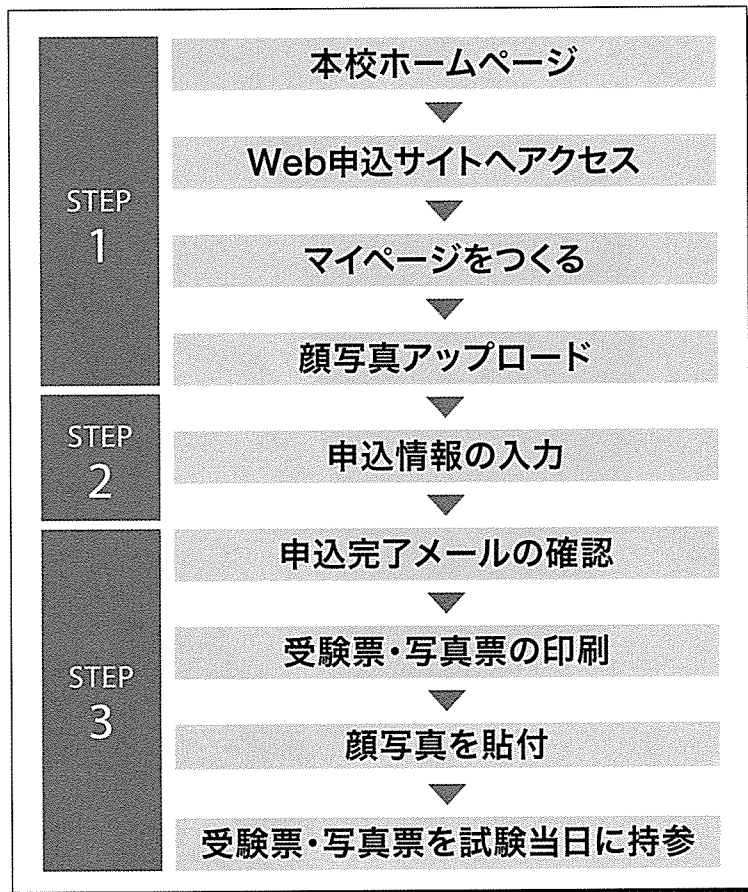 STEP
1
本校ホームページ
Web申込サイトへアクセス
マイページをつくる
顔写真アップロード
STEP
2
申込情報の入力
STEP
3
申込完了メールの確認
受験票・写真票の印刷
顔写真を貼付
受験票・写真票を試験当日に持参